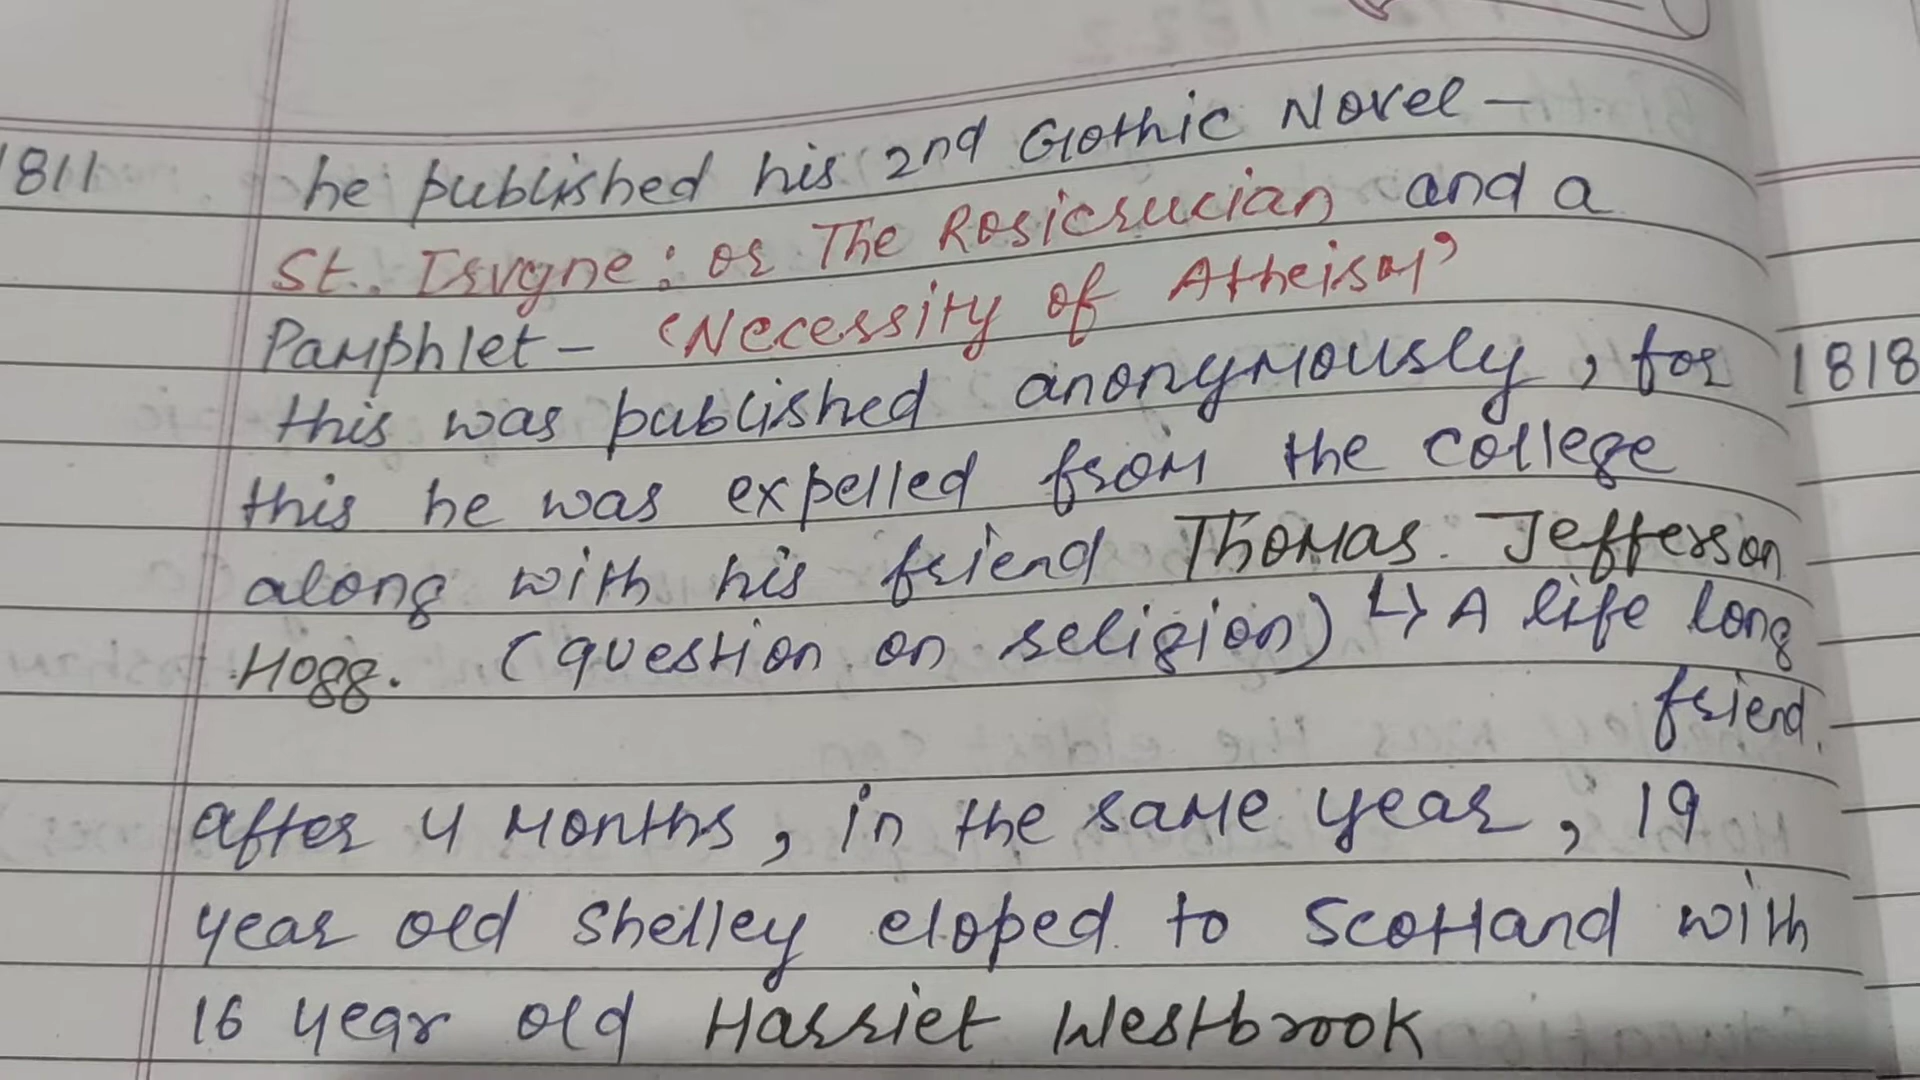 1811 he published his 2nd Gothic Novel -
St. Irvyne : or The Rosicrucian and a
Pamphlet - 'Necessity of Atheism'
this was published anonymously, for
this he was expelled from the college
along with his friend Thomas Jefferson
Hogg. (question on religion) ↳ A life long
friend.
after 4 months, in the same year, 19
year old Shelley eloped to Scotland with
16 year old Harriet Westbrook
1818